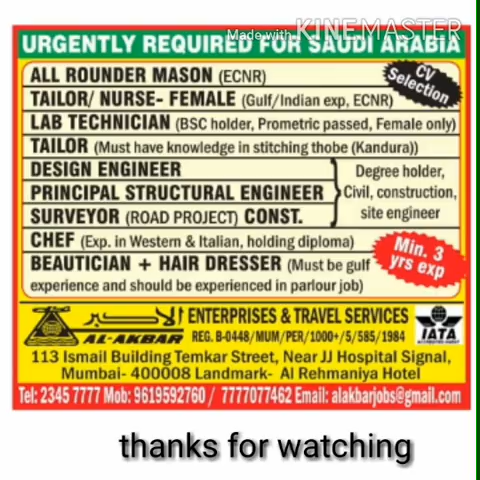 Made with KINEMASTER
URGENTLY REQUIRED FOR SAUDI ARABIA
ALL ROUNDER MASON (ECNR)
CV Selection
TAILOR/ NURSE- FEMALE (Gulf/Indian exp, ECNR)
LAB TECHNICIAN (BSC holder, Prometric passed, Female only)
TAILOR (Must have knowledge in stitching thobe (Kandura))
DESIGN ENGINEER
PRINCIPAL STRUCTURAL ENGINEER
SURVEYOR (ROAD PROJECT) CONST.
Degree holder,
Civil, construction,
site engineer
CHEF (Exp. in Western & Italian, holding diploma)
BEAUTICIAN + HAIR DRESSER (Must be gulf
experience and should be experienced in parlour job)
Min. 3
yrs exp
الاكبر
AL-AKBAR
ENTERPRISES & TRAVEL SERVICES
REG. B-0448/MUM/PER/1000+/5/585/1984
IATA
113 Ismail Building Temkar Street, Near JJ Hospital Signal,
Mumbai- 400008 Landmark- Al Rehmaniya Hotel
Tel: 2345 7777 Mob: 9619592760 / 7777077462 Email: alakbarjobs@gmail.com
thanks for watching